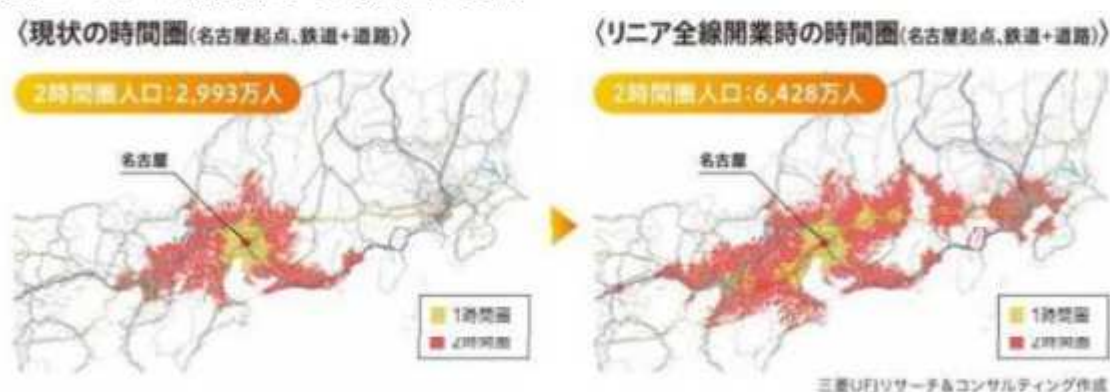 〈現状の時間圏(名古屋起点、鉄道+道路)〉
2時間圏人口:2,993万人
名古屋
1時間圏
2時間圏
〈リニア全線開業時の時間圏(名古屋起点、鉄道+道路)〉
2時間圏人口:6,428万人
名古屋
1時間圏
2時間圏
三菱UFJリサーチ&コンサルティング作成